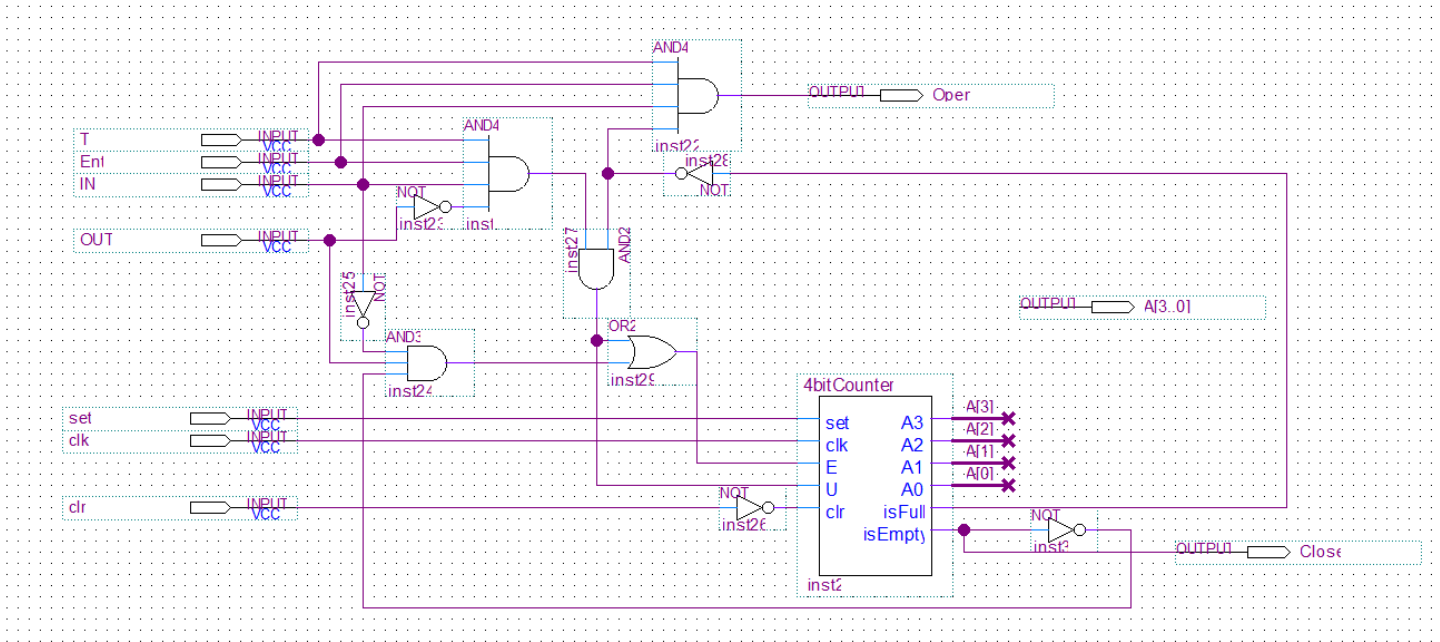 AND4
OUTPUT Oper
inst22
AND4
T INPUT
VCC
inst28
Ent INPUT
VCC
NOT
IN INPUT
VCC
NOT
inst23
inst
OUT INPUT
VCC
inst27
AND2
inst25
NOT
OUTPUT A[3..0]
AND3
inst24
OR2
inst29
4bitCounter
set INPUT
VCC
clk INPUT
VCC
clr INPUT
VCC
NOT
inst26
set A3 A[3]
clk A2 A[2]
E A1 A[1]
U A0 A[0]
clr isFull
isEmpty
inst2
NOT
inst3
OUTPUT Close